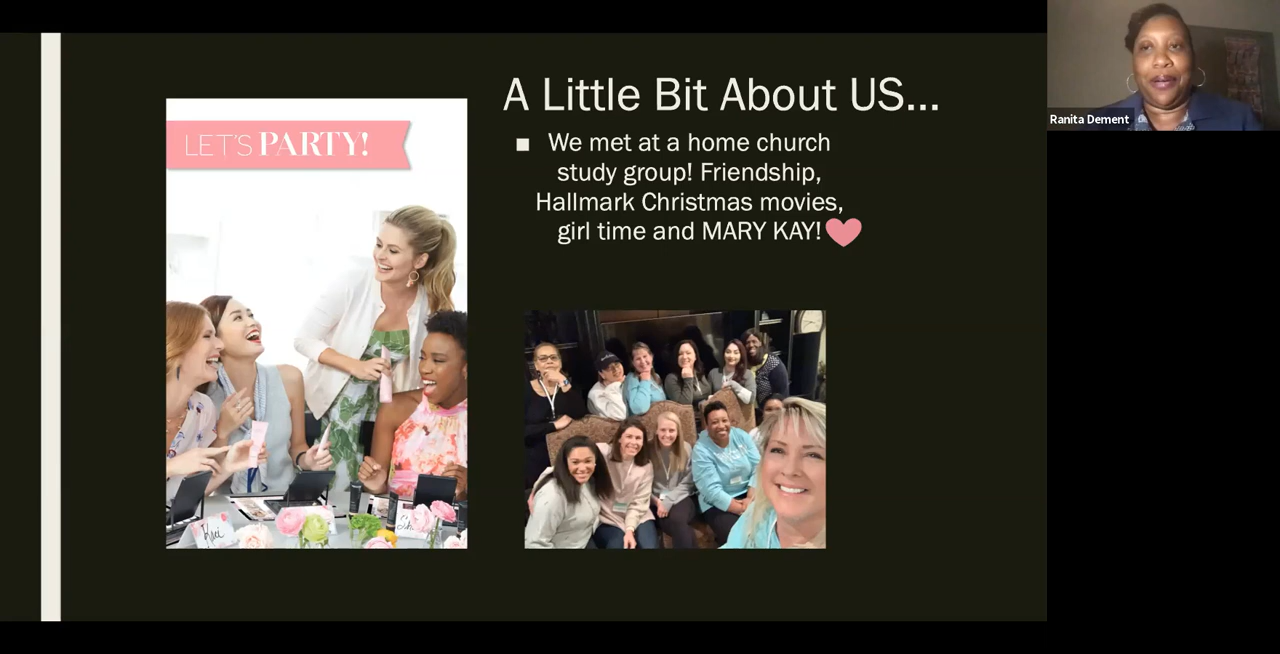 LET'S PARTY!
A Little Bit About US...
We met at a home church
study group! Friendship,
Hallmark Christmas movies,
girl time and MARY KAY!
Ranita Dement